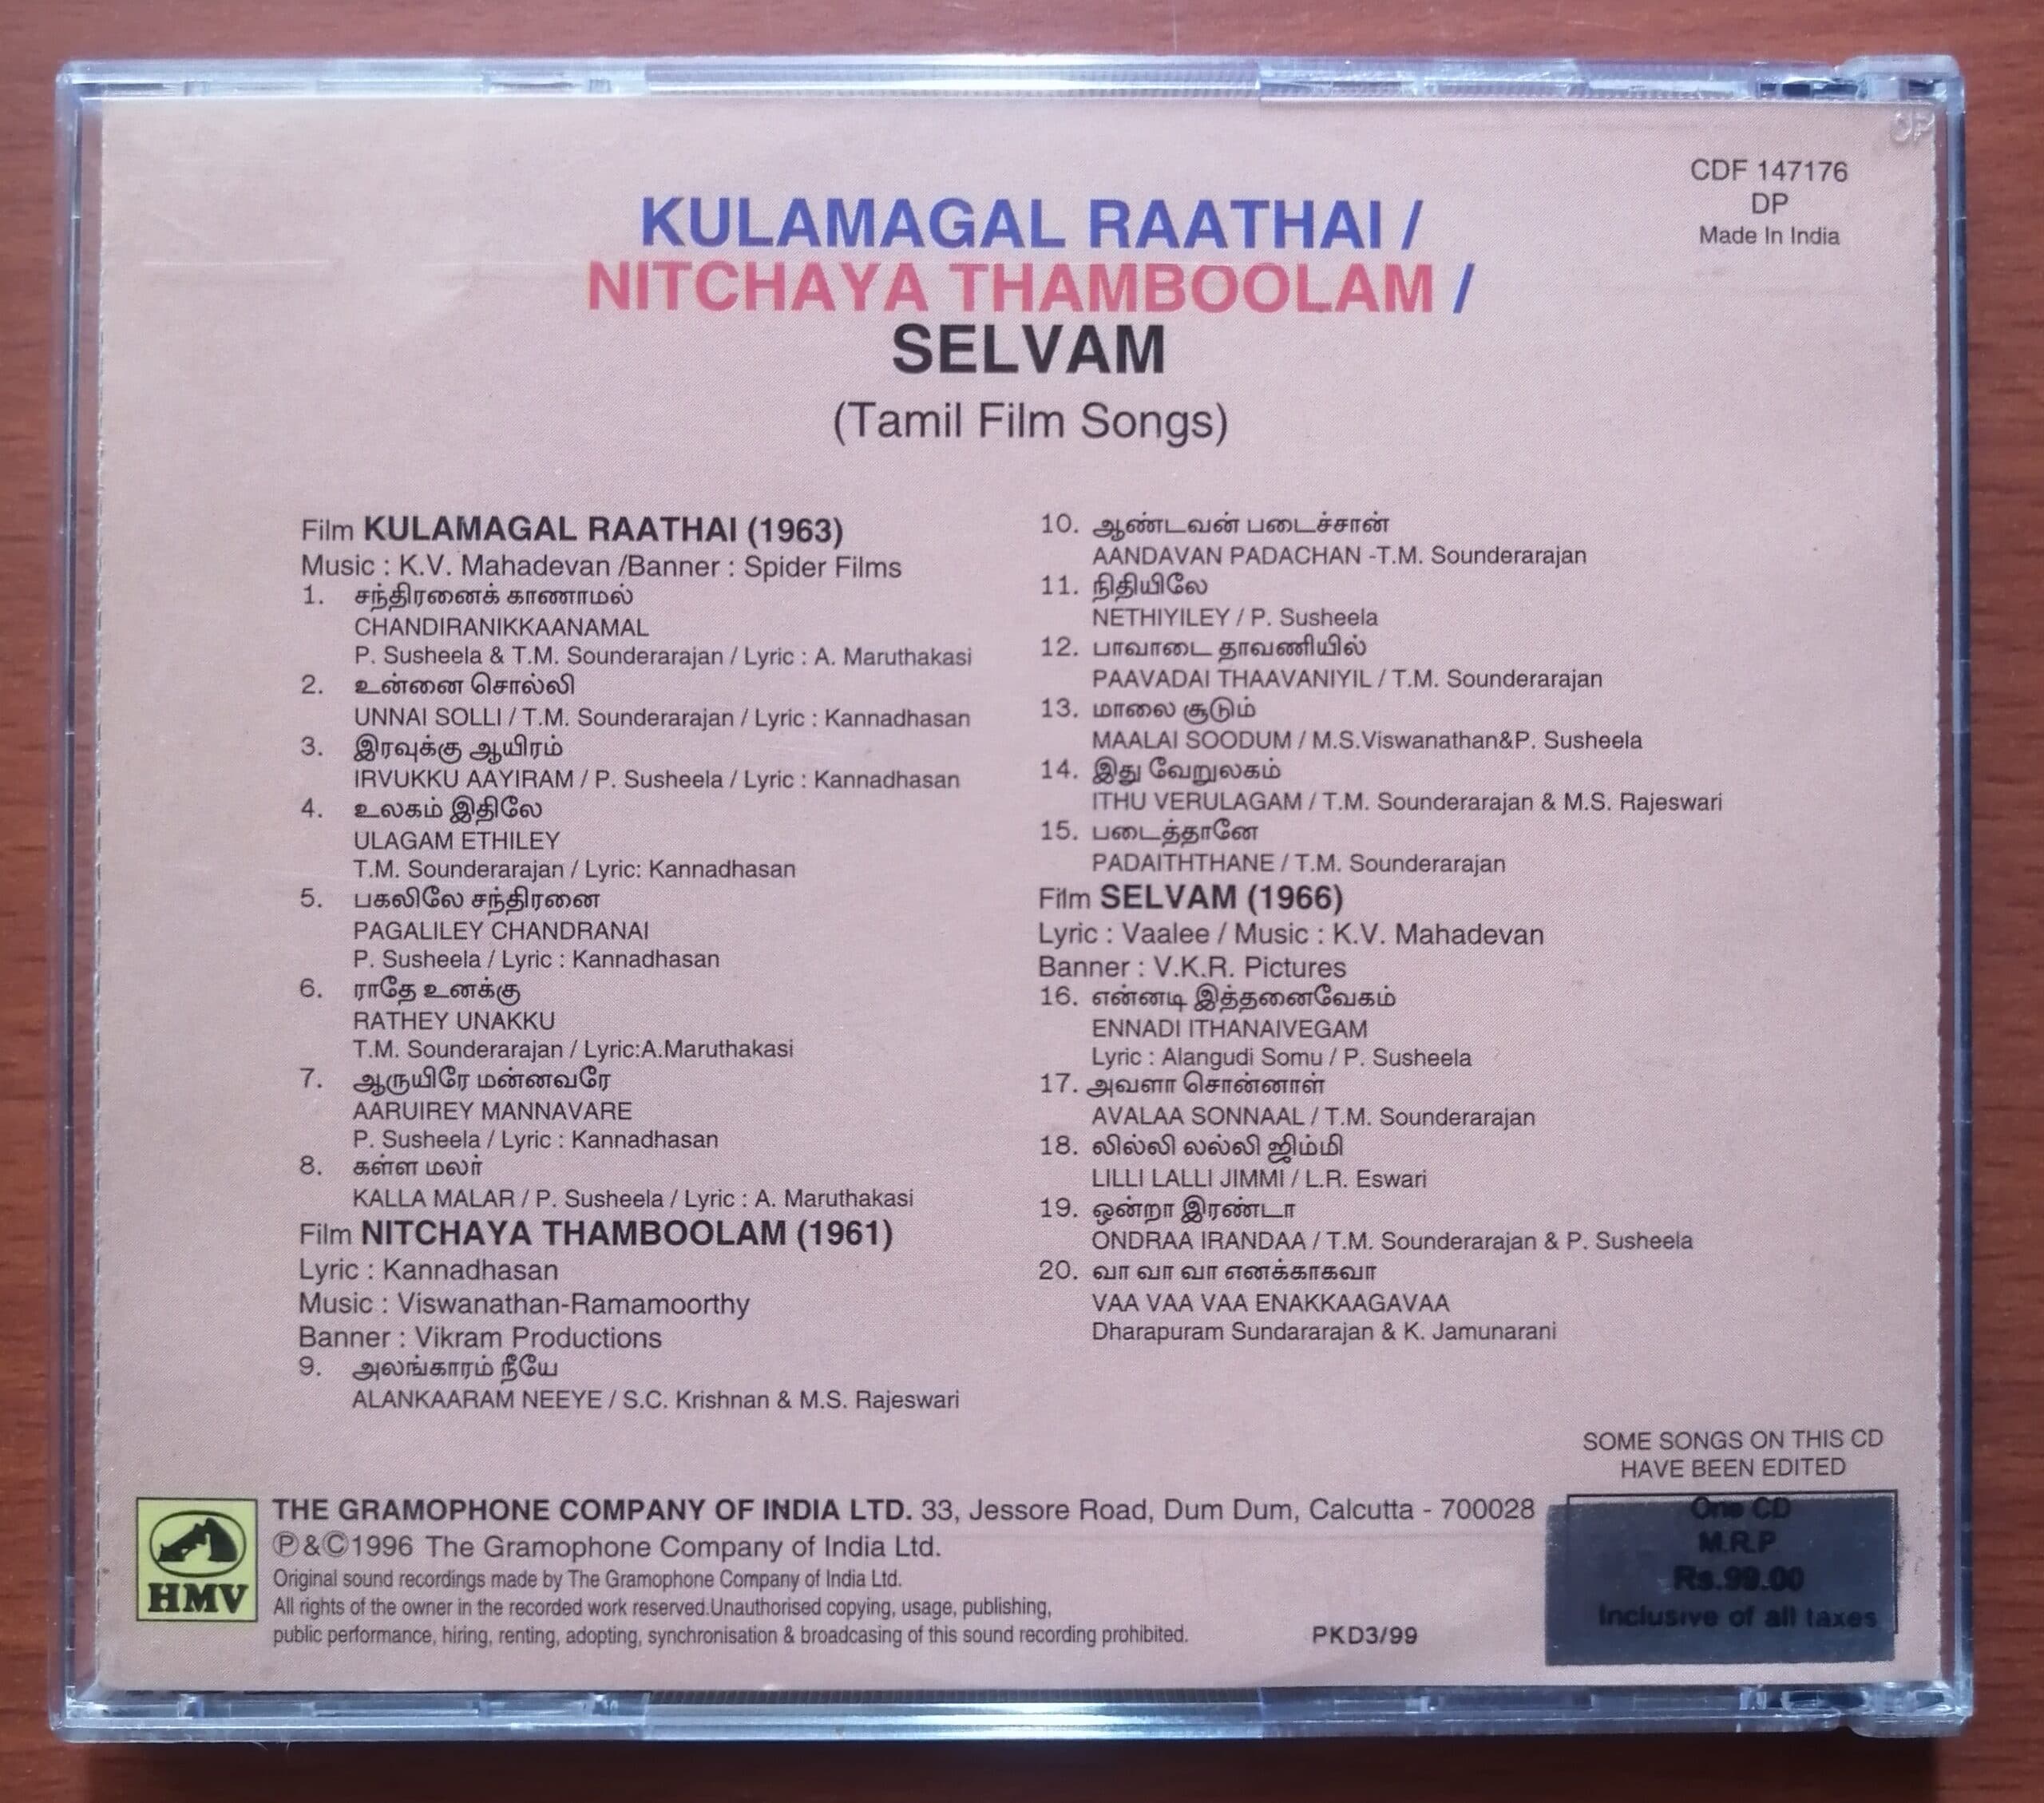 CDF 147176
DP
Made In India
KULAMAGAL RAATHAI /
NITCHAYA THAMBOOLAM /
SELVAM
(Tamil Film Songs)
Film KULAMAGAL RAATHAI (1963)
Music : K.V. Mahadevan /Banner : Spider Films
1. சந்திரனைக் காணாமல்
CHANDIRANIKKAANAMAL
P. Susheela & T.M. Sounderarajan / Lyric : A. Maruthakasi
2. உன்னை சொல்லி
UNNAI SOLLI / T.M. Sounderarajan / Lyric : Kannadhasan
3. இரவுக்கு ஆயிரம்
IRVUKKU AAYIRAM / P. Susheela / Lyric : Kannadhasan
4. உலகம் இதிலே
ULAGAM ETHILEY
T.M. Sounderarajan / Lyric: Kannadhasan
5. பகலிலே சந்திரனை
PAGALILEY CHANDRANAI
P. Susheela / Lyric : Kannadhasan
6. ராதே உனக்கு
RATHEY UNAKKU
T.M. Sounderarajan / Lyric:A.Maruthakasi
7. ஆருயிரே மன்னவரே
AARUIREY MANNAVARE
P. Susheela / Lyric : Kannadhasan
8. கள்ள மலர்
KALLA MALAR / P. Susheela / Lyric : A. Maruthakasi
Film NITCHAYA THAMBOOLAM (1961)
Lyric : Kannadhasan
Music : Viswanathan-Ramamoorthy
Banner : Vikram Productions
9. அலங்காரம் நீயே
ALANKAARAM NEEYE / S.C. Krishnan & M.S. Rajeswari
10. ஆண்டவன் படைச்சான்
AANDAVAN PADACHAN -T.M. Sounderarajan
11. நிதியிலே
NETHIYILEY / P. Susheela
12. பாவாடை தாவணியில்
PAAVADAI THAAVANIYIL / T.M. Sounderarajan
13. மாலை சூடும்
MAALAI SOODUM / M.S.Viswanathan&P. Susheela
14. இது வேறுலகம்
ITHU VERULAGAM / T.M. Sounderarajan & M.S. Rajeswari
15. படைத்தானே
PADAITHTHANE / T.M. Sounderarajan
Film SELVAM (1966)
Lyric : Vaalee / Music : K.V. Mahadevan
Banner : V.K.R. Pictures
16. என்னடி இத்தனைவேகம்
ENNADI ITHANAIVEGAM
Lyric : Alangudi Somu / P. Susheela
17. அவளா சொன்னாள்
AVALAA SONNAAL / T.M. Sounderarajan
18. லில்லி லல்லி ஜிம்மி
LILLI LALLI JIMMI / L.R. Eswari
19. ஒன்றா இரண்டா
ONDRAA IRANDAA / T.M. Sounderarajan & P. Susheela
20. வா வா வா எனக்காகவா
VAA VAA VAA ENAKKAAGAVAA
Dharapuram Sundararajan & K. Jamunarani
SOME SONGS ON THIS CD
HAVE BEEN EDITED
HMV
THE GRAMOPHONE COMPANY OF INDIA LTD. 33, Jessore Road, Dum Dum, Calcutta - 700028
Ⓟ&©1996 The Gramophone Company of India Ltd.
Original sound recordings made by The Gramophone Company of India Ltd.
All rights of the owner in the recorded work reserved.Unauthorised copying, usage, publishing,
public performance, hiring, renting, adopting, synchronisation & broadcasing of this sound recording prohibited.
PKD3/99
One CD
M.R.P
Rs.99.00
Inclusive of all taxes